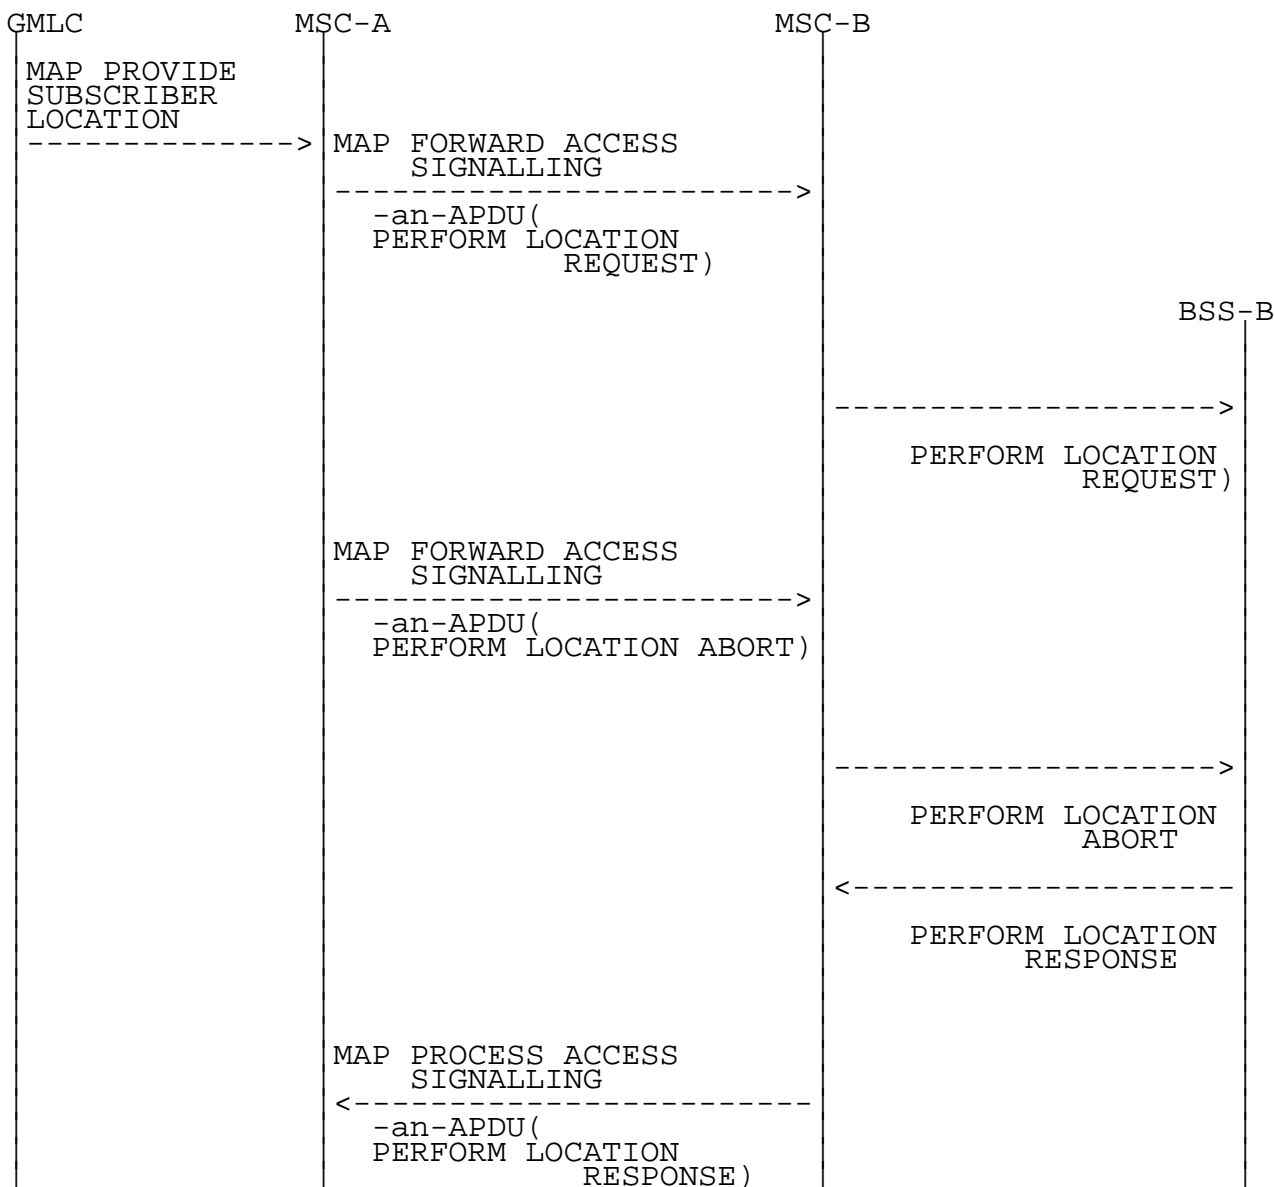 GMLC MSC-A MSC-B
MAP PROVIDE
SUBSCRIBER
LOCATION
--------------> MAP FORWARD ACCESS
SIGNALLING
------------------------>
-an-APDU(
PERFORM LOCATION
REQUEST)
BSS-B
-------------------->
PERFORM LOCATION
REQUEST)
MAP FORWARD ACCESS
SIGNALLING
------------------------>
-an-APDU(
PERFORM LOCATION ABORT)
-------------------->
PERFORM LOCATION
ABORT
<--------------------
PERFORM LOCATION
RESPONSE
MAP PROCESS ACCESS
SIGNALLING
<------------------------
-an-APDU(
PERFORM LOCATION
RESPONSE)